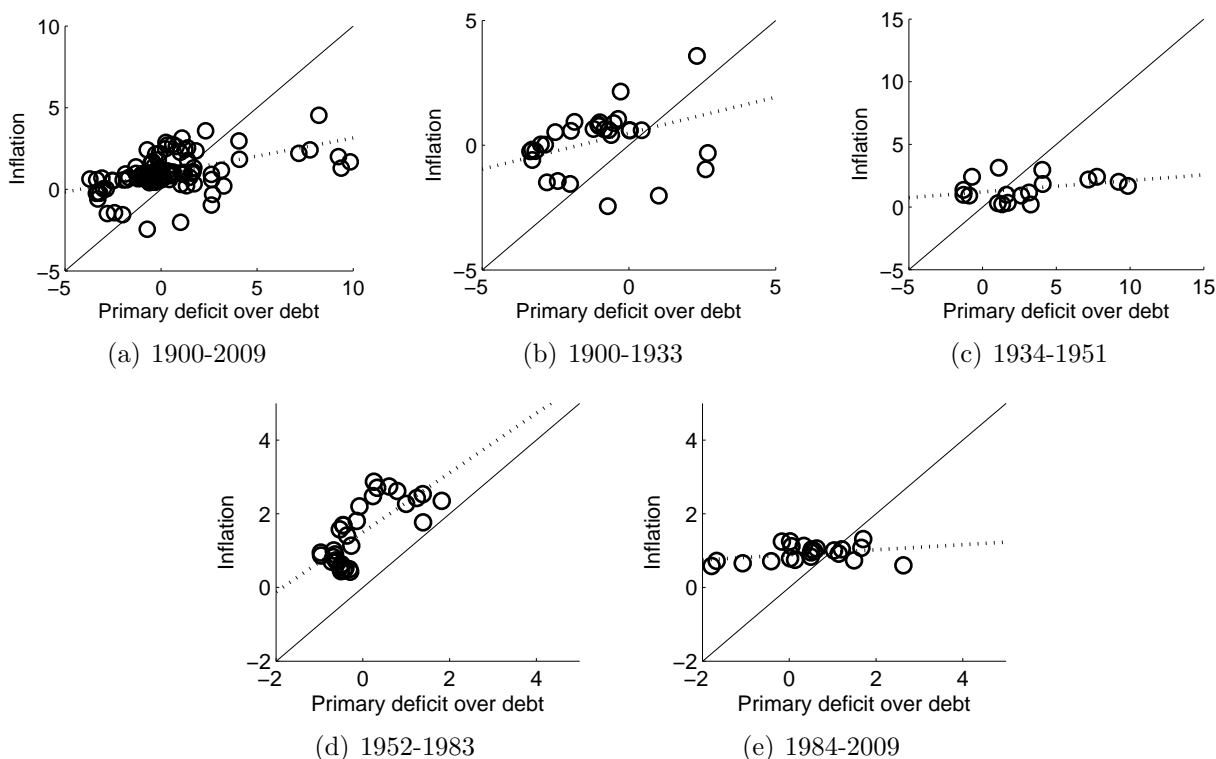 10
5
0
−5
Inflation
−5
0
5
10
Primary deficit over debt
(a) 1900-2009
5
0
−5
Inflation
−5
0
5
Primary deficit over debt
(b) 1900-1933
15
10
5
0
−5
Inflation
−5
0
5
10
15
Primary deficit over debt
(c) 1934-1951
4
2
0
−2
Inflation
−2
0
2
4
Primary deficit over debt
(d) 1952-1983
4
2
0
−2
Inflation
−2
0
2
4
Primary deficit over debt
(e) 1984-2009